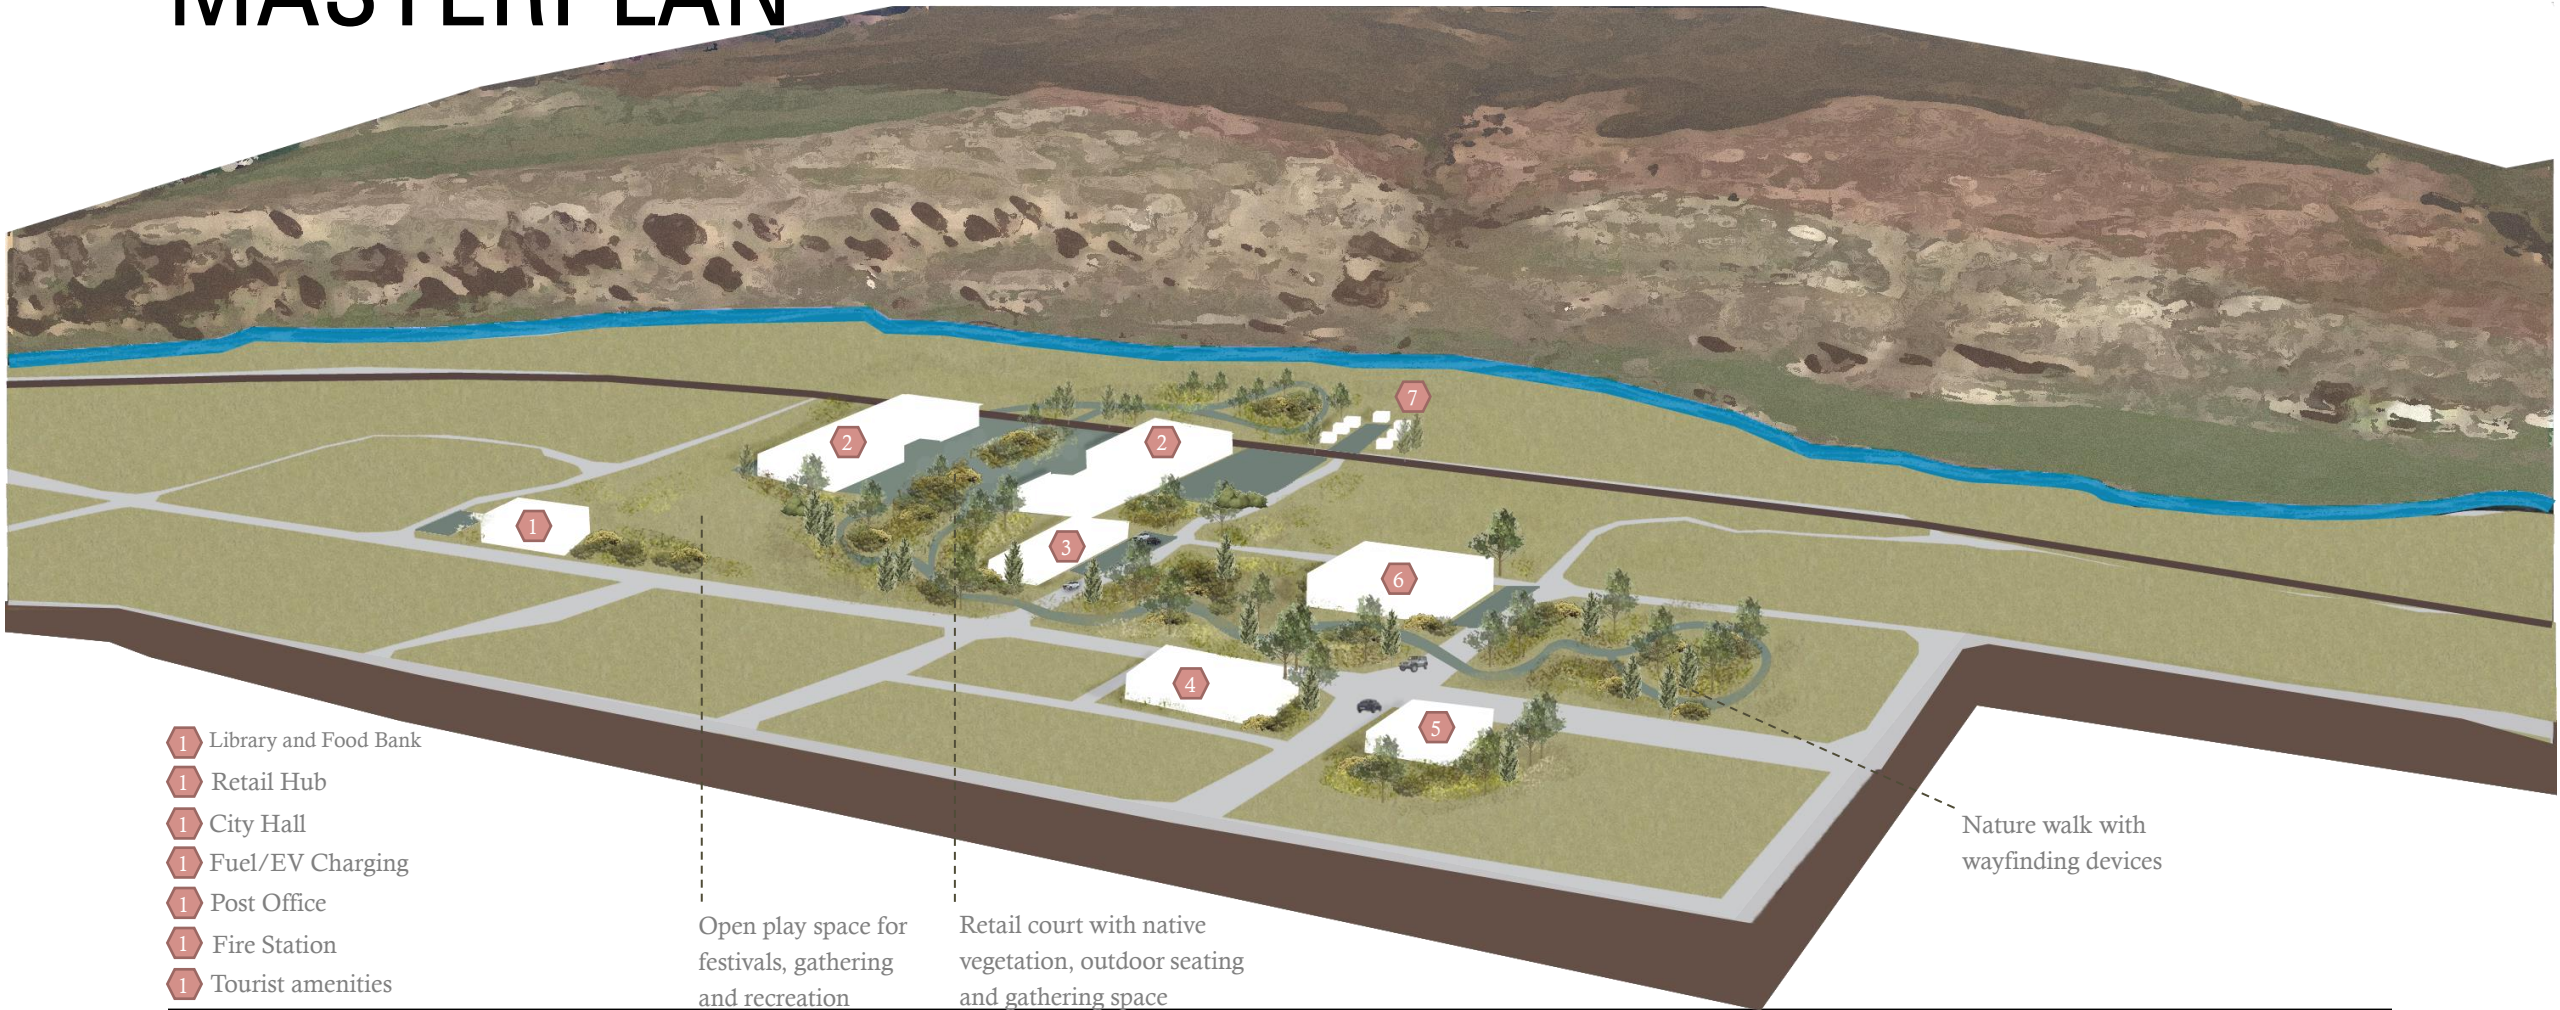 MASTERPLAN
2
2
7
1
3
6
4
5
1 Library and Food Bank
1 Retail Hub
1 City Hall
1 Fuel/EV Charging
1 Post Office
1 Fire Station
1 Tourist amenities
Open play space for
festivals, gathering
and recreation
Retail court with native
vegetation, outdoor seating
and gathering space
Nature walk with
wayfinding devices